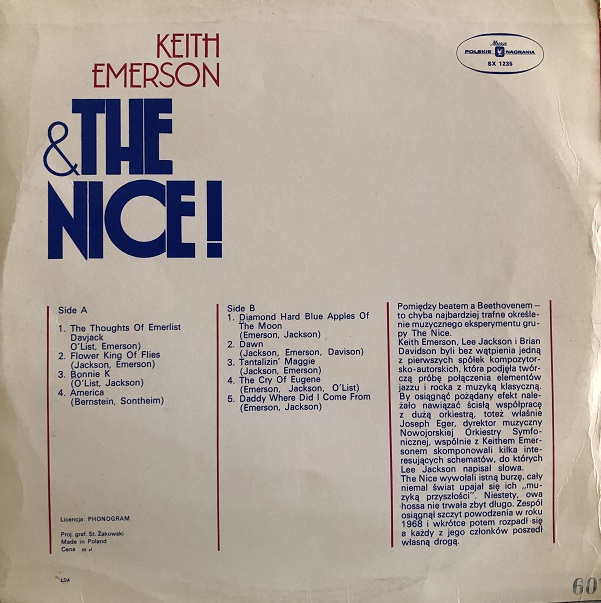 KEITH
EMERSON
&THE
NICE!
Muza
POLSKIE NAGRANIA
SX 1235
Side A
1. The Thoughts Of Emerlist
Davjack
O'List, Emerson)
2. Flower King Of Flies
(Jackson, Emerson)
3. Bonnie K
(O'List, Jackson)
4. America
(Bernstein, Sontheim)
Side B
1. Diamond Hard Blue Apples Of
The Moon
(Emerson, Jackson)
2. Dawn
(Jackson, Emerson, Davison)
3. Tantalizin' Maggie
(Jackson, Emerson)
4. The Cry Of Eugene
(Emerson, Jackson, O'List)
5. Daddy Where Did I Come From
(Emerson, Jackson)
Pomiędzy beatem a Beethovenem —
to chyba najbardziej trafne określe-
nie muzycznego eksperymentu gru-
py The Nice.
Keith Emerson, Lee Jackson i Brian
Davidson byli bez wątpienia jedną
z pierwszych spółek kompozytor-
sko-autorskich, która podjęła twór-
czą próbę połączenia elementów
jazzu i rocka z muzyką klasyczną.
By osiągnąć pożądany efekt nale-
żało nawiązać ścisłą współpracę
z dużą orkiestrą, toteż właśnie
Joseph Eger, dyrektor muzyczny
Nowojorskiej Orkiestry Symfo-
nicznej, wspólnie z Keithem Emer-
sonem skomponowali kilka inte-
resujących schematów, do których
Lee Jackson napisał słowa.
The Nice wywołali istną burzę, cały
niemal świat upajał się ich „mu-
zyką przyszłości". Niestety, owa
hossa nie trwała zbyt długo. Zespół
osiągnął szczyt powodzenia w roku
1968 i wkrótce potem rozpadł się
a każdy z jego członków poszedł
własną drogą.
Licencja: PHONOGRAM
Proj. graf. St. Żakowski
Made in Poland
Cena 65 zł
LDA
601